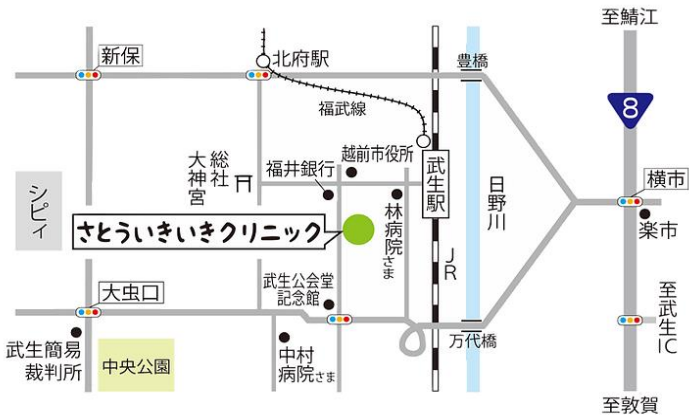 至鯖江
新保
北府駅
豊橋
8
福武線
越前市役所
総社
大神宮
福井銀行
武生駅
日野川
横市
シピィ
林病院さま
楽市
さとういきいきクリニック
JR
大虫口
武生公会堂
記念館
至武生IC
武生簡易
裁判所
中央公園
中村
病院さま
万代橋
至敦賀